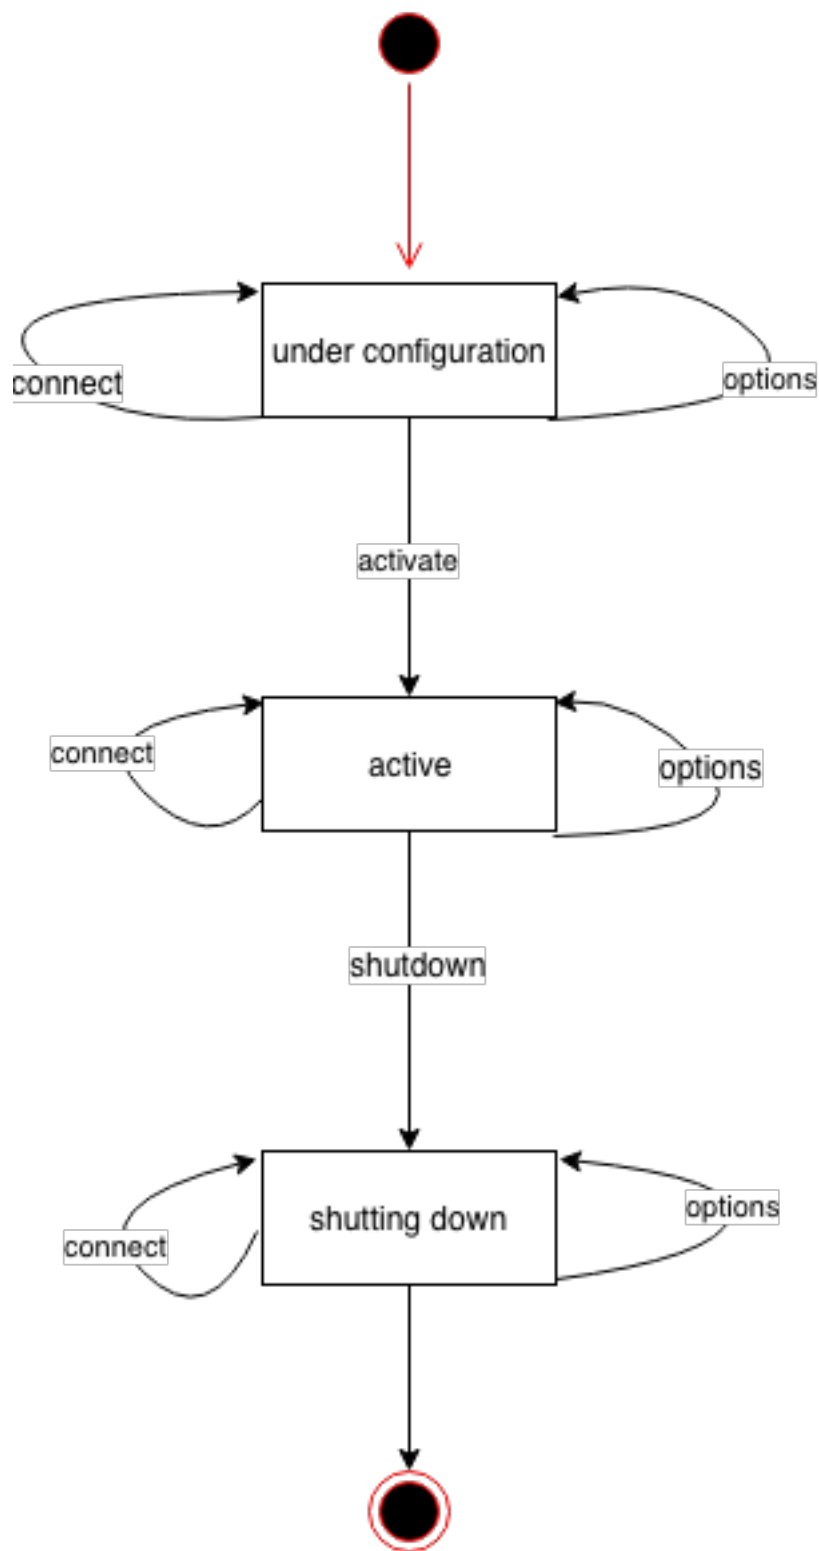 under configuration
connect
options
activate
active
connect
options
shutdown
shutting down
connect
options